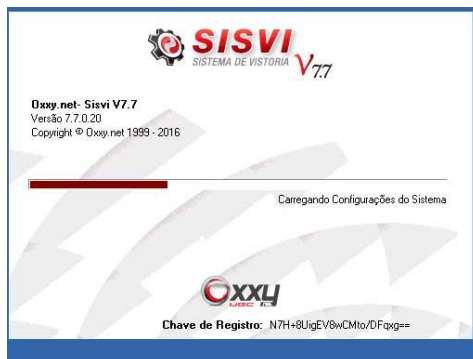 SISVI
SISTEMA DE VISTORIA
V7.7
Oxxy.net- Sisvi V7.7
Versão 7.7.0.20
Copyright © Oxxy.net 1999 - 2016
Carregando Configurações do Sistema
Oxxy
Chave de Registro: N7H+8UigEV8wCMto/DFqxg==